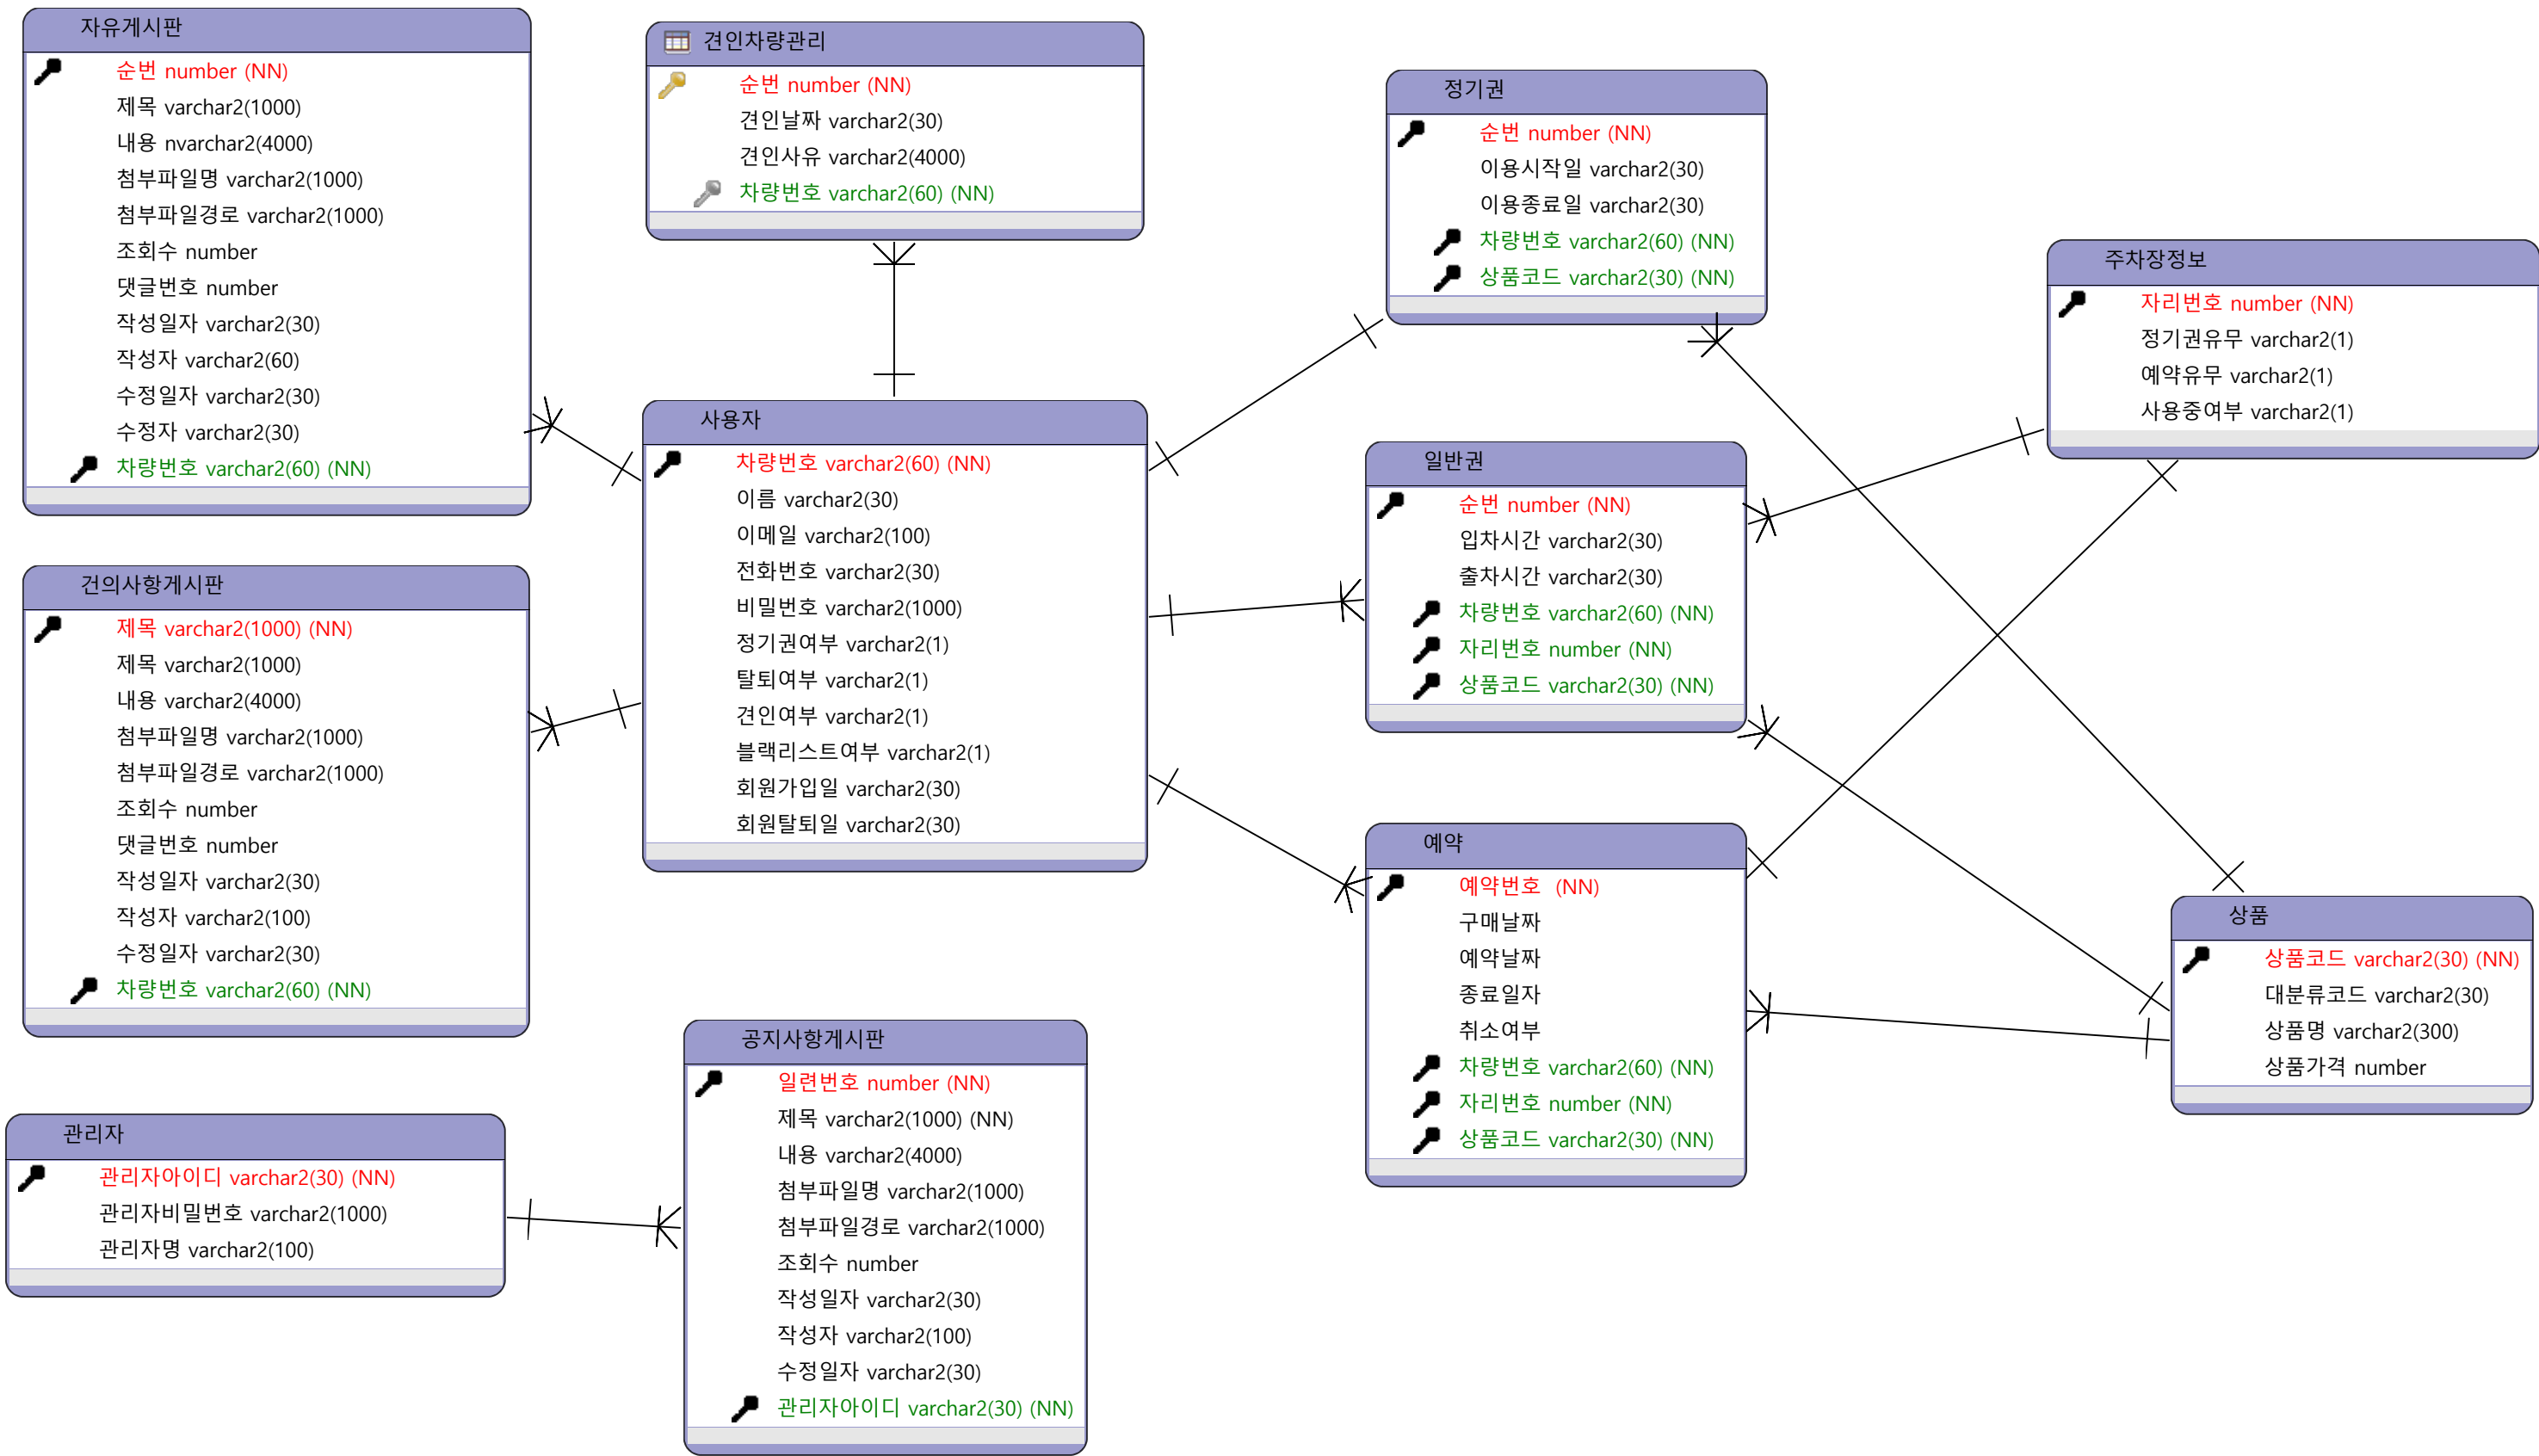 자유게시판
순번 number (NN)
제목 varchar2(1000)
내용 nvarchar2(4000)
첨부파일명 varchar2(1000)
첨부파일경로 varchar2(1000)
조회수 number
댓글번호 number
작성일자 varchar2(30)
작성자 varchar2(60)
수정일자 varchar2(30)
수정자 varchar2(30)
차량번호 varchar2(60) (NN)
견인차량관리
순번 number (NN)
견인날짜 varchar2(30)
견인사유 varchar2(4000)
차량번호 varchar2(60) (NN)
정기권
순번 number (NN)
이용시작일 varchar2(30)
이용종료일 varchar2(30)
차량번호 varchar2(60) (NN)
상품코드 varchar2(30) (NN)
주차장정보
자리번호 number (NN)
정기권유무 varchar2(1)
예약유무 varchar2(1)
사용중여부 varchar2(1)
사용자
차량번호 varchar2(60) (NN)
이름 varchar2(30)
이메일 varchar2(100)
전화번호 varchar2(30)
비밀번호 varchar2(1000)
정기권여부 varchar2(1)
탈퇴여부 varchar2(1)
견인여부 varchar2(1)
블랙리스트여부 varchar2(1)
회원가입일 varchar2(30)
회원탈퇴일 varchar2(30)
일반권
순번 number (NN)
입차시간 varchar2(30)
출차시간 varchar2(30)
차량번호 varchar2(60) (NN)
자리번호 number (NN)
상품코드 varchar2(30) (NN)
건의사항게시판
제목 varchar2(1000) (NN)
제목 varchar2(1000)
내용 varchar2(4000)
첨부파일명 varchar2(1000)
첨부파일경로 varchar2(1000)
조회수 number
댓글번호 number
작성일자 varchar2(30)
작성자 varchar2(100)
수정일자 varchar2(30)
차량번호 varchar2(60) (NN)
예약
예약번호 (NN)
구매날짜
예약날짜
종료일자
취소여부
차량번호 varchar2(60) (NN)
자리번호 number (NN)
상품코드 varchar2(30) (NN)
상품
상품코드 varchar2(30) (NN)
대분류코드 varchar2(30)
상품명 varchar2(300)
상품가격 number
공지사항게시판
일련번호 number (NN)
제목 varchar2(1000) (NN)
내용 varchar2(4000)
첨부파일명 varchar2(1000)
첨부파일경로 varchar2(1000)
조회수 number
작성일자 varchar2(30)
작성자 varchar2(100)
수정일자 varchar2(30)
관리자아이디 varchar2(30) (NN)
관리자
관리자아이디 varchar2(30) (NN)
관리자비밀번호 varchar2(1000)
관리자명 varchar2(100)